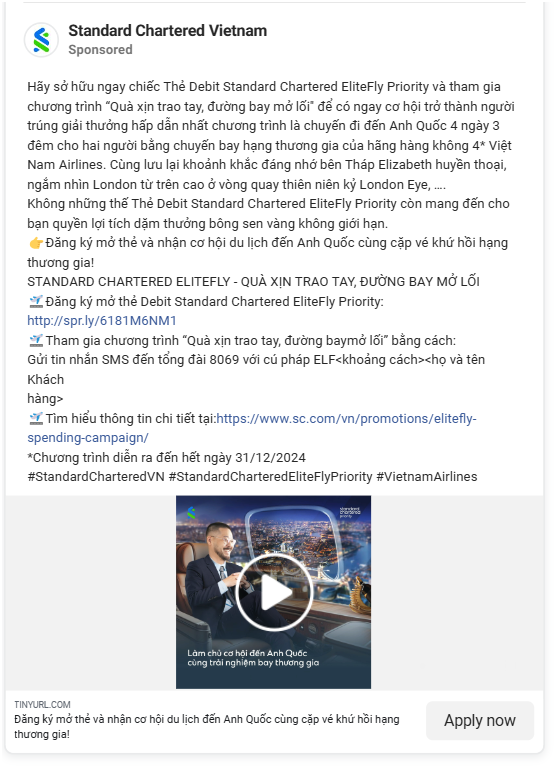 Standard Chartered Vietnam
Sponsored
Hãy sở hữu ngay chiếc Thẻ Debit Standard Chartered EliteFly Priority và tham gia
chương trình “Quà xịn trao tay, đường bay mở lối" để có ngay cơ hội trở thành người
trúng giải thưởng hấp dẫn nhất chương trình là chuyến đi đến Anh Quốc 4 ngày 3
đêm cho hai người bằng chuyến bay hạng thương gia của hãng hàng không 4* Việt
Nam Airlines. Cùng lưu lại khoảnh khắc đáng nhớ bên Tháp Elizabeth huyền thoại,
ngắm nhìn London từ trên cao ở vòng quay thiên niên kỷ London Eye, ....
Không những thế Thẻ Debit Standard Chartered EliteFly Priority còn mang đến cho
bạn quyền lợi tích dặm thưởng bông sen vàng không giới hạn.
👉Đăng ký mở thẻ và nhận cơ hội du lịch đến Anh Quốc cùng cặp vé khứ hồi hạng
thương gia!
STANDARD CHARTERED ELITEFLY - QUÀ XỊN TRAO TAY, ĐƯỜNG BAY MỞ LỐI
🛫Đăng ký mở thẻ Debit Standard Chartered EliteFly Priority:
http://spr.ly/6181M6NM1
🛫Tham gia chương trình “Quà xịn trao tay, đường baymở lối” bằng cách:
Gửi tin nhắn SMS đến tổng đài 8069 với cú pháp ELF<khoảng cách><họ và tên
Khách
hàng>
🛫Tìm hiểu thông tin chi tiết tại:https://www.sc.com/vn/promotions/elitefly-
spending-campaign/
*Chương trình diễn ra đến hết ngày 31/12/2024
#StandardCharteredVN #StandardCharteredEliteFlyPriority #VietnamAirlines
standard
chartered
priority
Làm chủ cơ hội đến Anh Quốc
cùng trải nghiệm bay thương gia
TINYURL.COM
Đăng ký mở thẻ và nhận cơ hội du lịch đến Anh Quốc cùng cặp vé khứ hồi hạng
thương gia!
Apply now